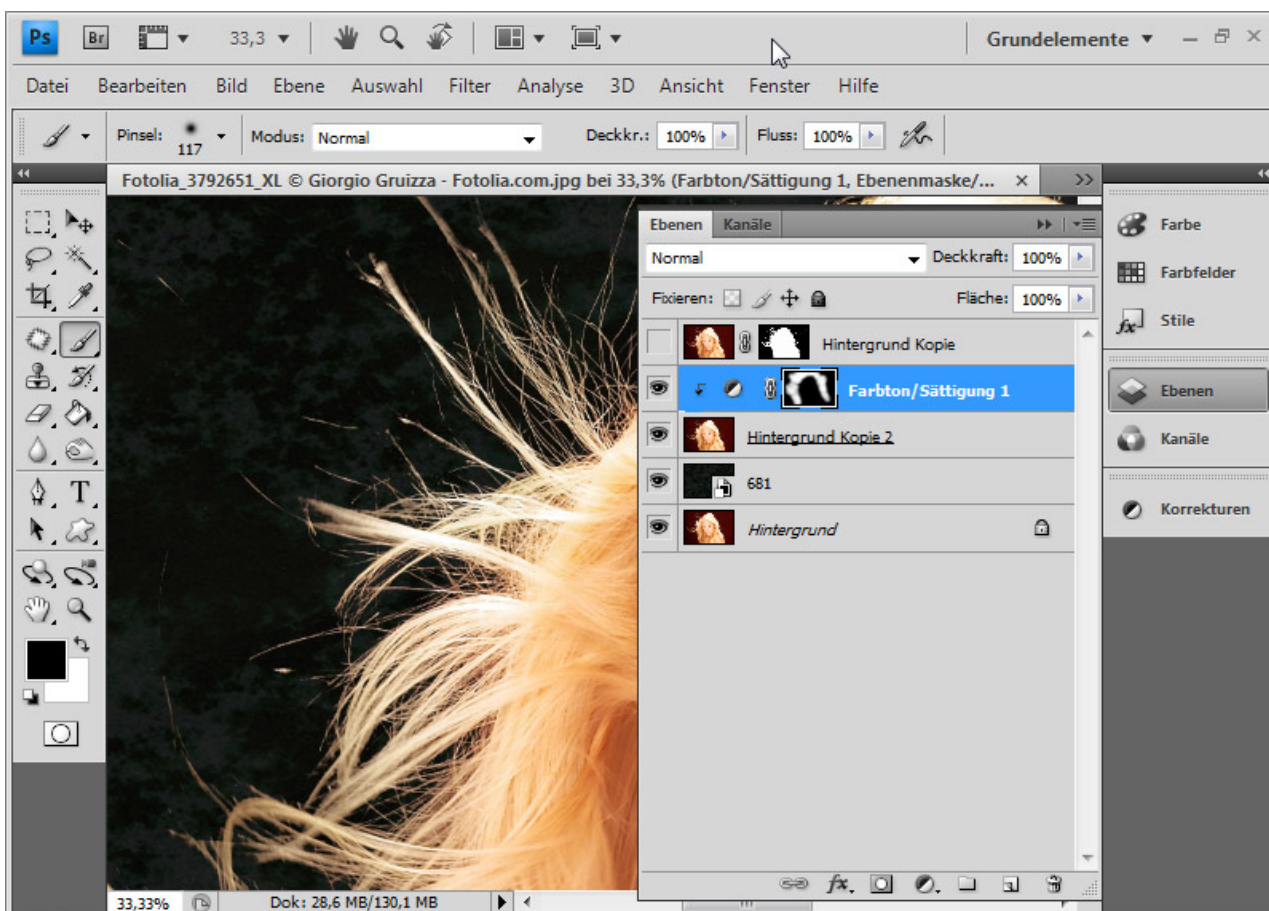 Ps Br 33,3 Grundelemente
Datei Bearbeiten Bild Ebene Auswahl Filter Analyse 3D Ansicht Fenster Hilfe
Pinsel: 117 Modus: Normal Deckkr.: 100% Fluss: 100%
Fotolia_3792651_XL © Giorgio Gruizza - Fotolia.com.jpg bei 33,3% (Farbton/Sättigung 1, Ebenenmaske/...
Ebenen Kanäle
Normal Deckkraft: 100%
Fixieren: Fläche: 100%
Hintergrund Kopie
Farbton/Sättigung 1
Hintergrund Kopie 2
681
Hintergrund
Farbe
Farbfelder
Stile
Ebenen
Kanäle
Korrekturen
33,33% Dok: 28,6 MB/130,1 MB